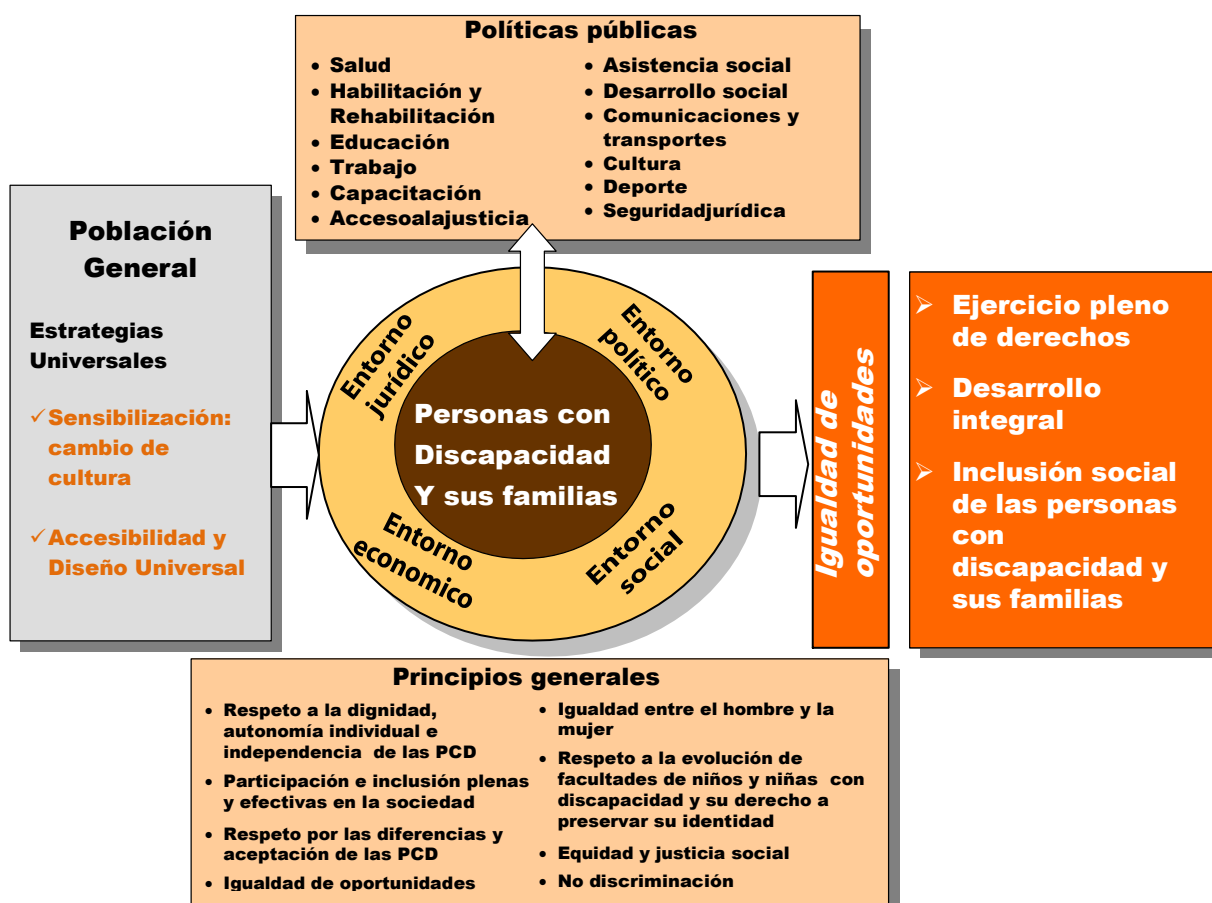 Políticas públicas
• Salud
• Habilitación y
Rehabilitación
• Educación
• Trabajo
• Capacitación
• Accesoalajusticia
• Asistencia social
• Desarrollo social
• Comunicaciones y
transportes
• Cultura
• Deporte
• Seguridadjurídica
Población
General
Estrategias
Universales
✓ Sensibilización:
cambio de
cultura
✓ Accesibilidad y
Diseño Universal
Entorno
jurídico
Entorno
político
Personas con
Discapacidad
Y sus familias
Entorno
economico
Entorno
social
Igualdad de
oportunidades
➢ Ejercicio pleno
de derechos
➢ Desarrollo
integral
➢ Inclusión social
de las personas
con
discapacidad y
sus familias
Principios generales
• Respeto a la dignidad,
autonomía individual e
independencia de las PCD
• Participación e inclusión plenas
y efectivas en la sociedad
• Respeto por las diferencias y
aceptación de las PCD
• Igualdad de oportunidades
• Igualdad entre el hombre y la
mujer
• Respeto a la evolución de
facultades de niños y niñas con
discapacidad y su derecho a
preservar su identidad
• Equidad y justicia social
• No discriminación